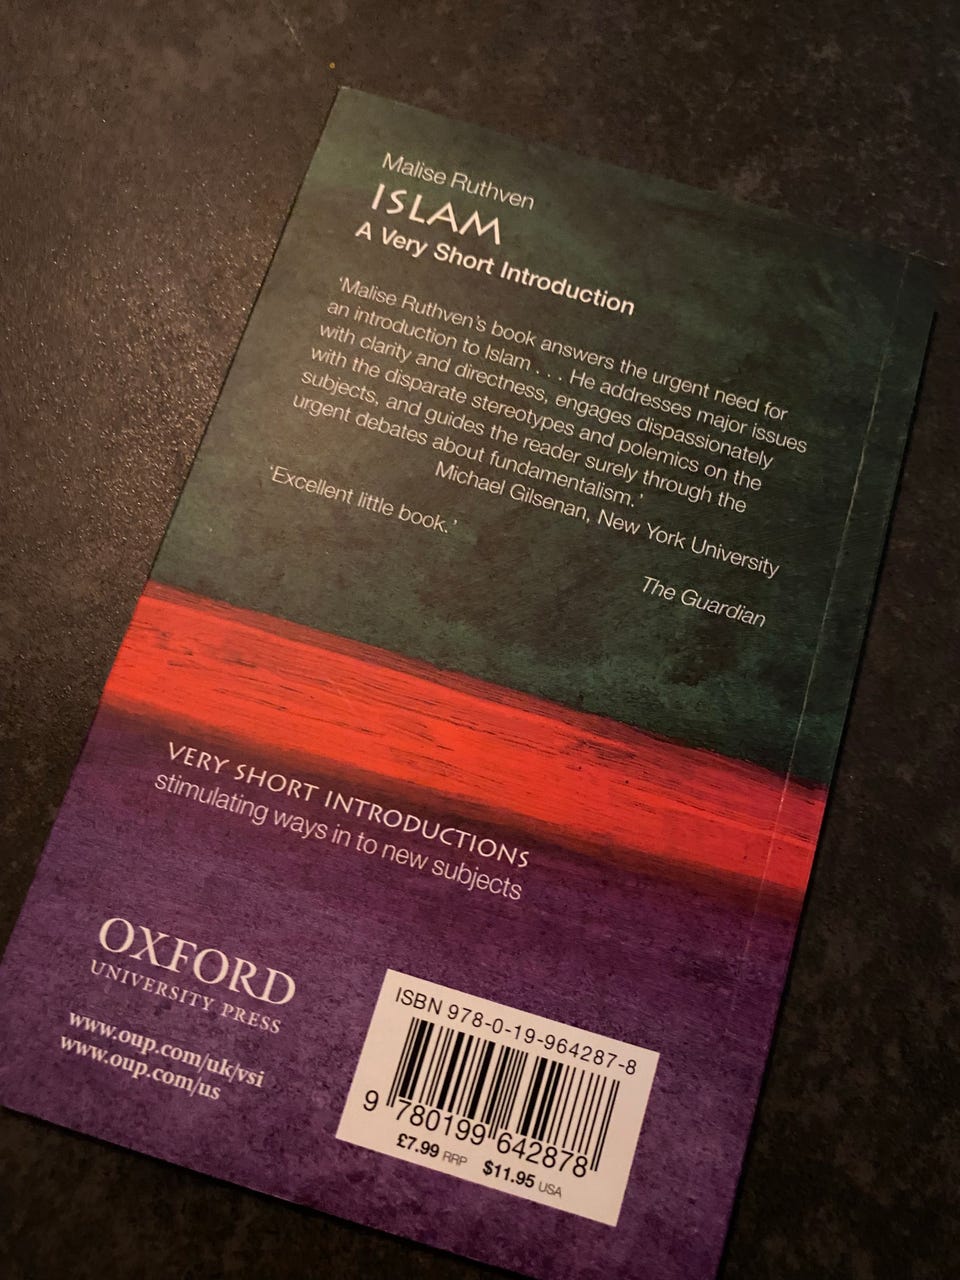 Malise Ruthven
ISLAM
A Very Short Introduction
‘Malise Ruthven’s book answers the urgent need for
an introduction to Islam . . . He addresses major issues
with clarity and directness, engages dispassionately
with the disparate stereotypes and polemics on the
subjects, and guides the reader surely through the
urgent debates about fundamentalism.’
Michael Gilsenan, New York University
‘Excellent little book.’
The Guardian
VERY SHORT INTRODUCTIONS
stimulating ways in to new subjects
OXFORD
UNIVERSITY PRESS
www.oup.com/uk/vsi
www.oup.com/us
ISBN 978-0-19-964287-8
9 780199 642878
£7.99 RRP $11.95 USA